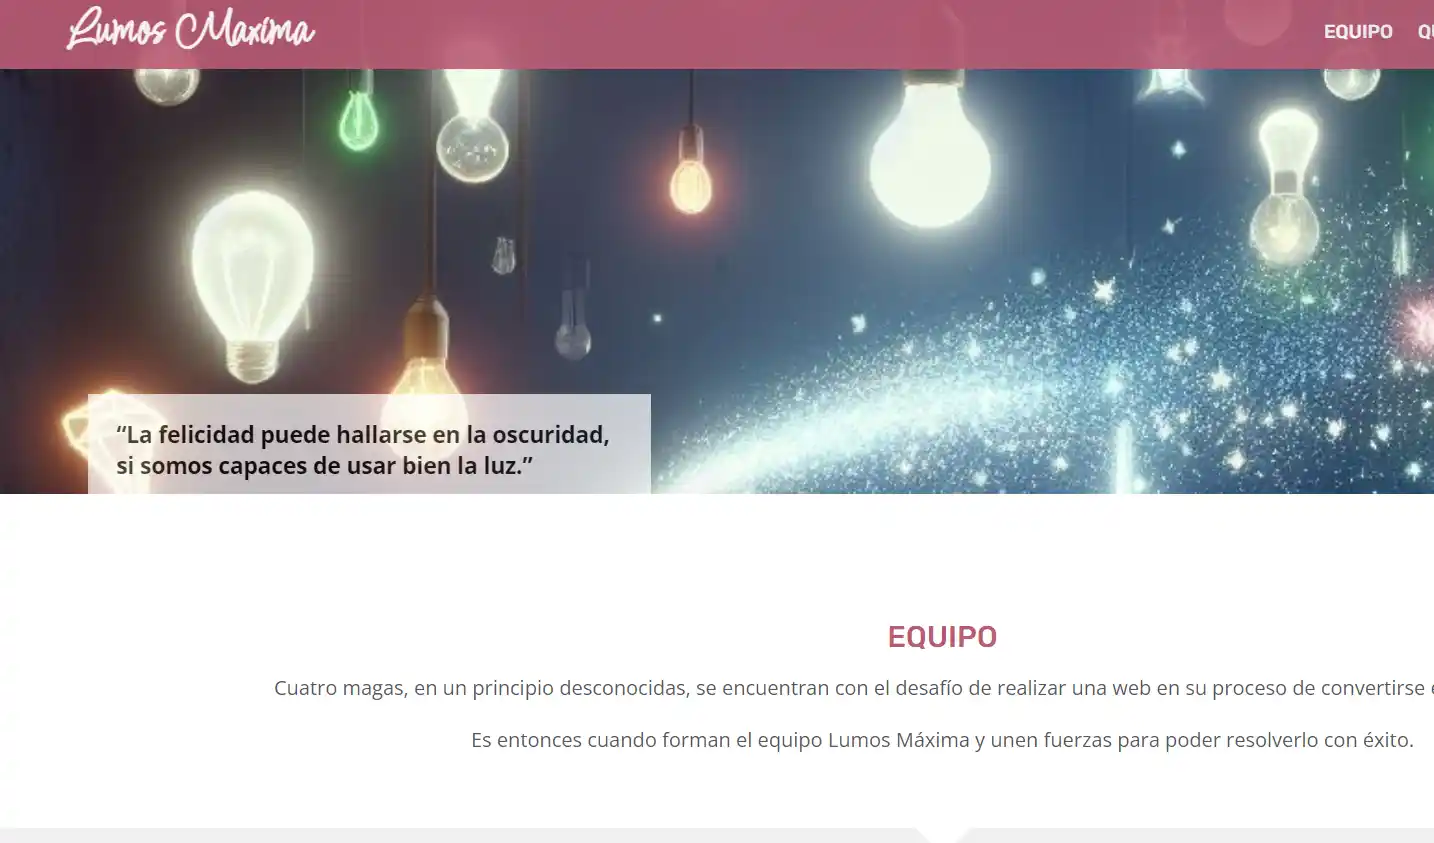 Lumos Maxima
EQUIPO
“La felicidad puede hallarse en la oscuridad,
si somos capaces de usar bien la luz.”
EQUIPO
Cuatro magas, en un principio desconocidas, se encuentran con el desafío de realizar una web en su proceso de convertirse
Es entonces cuando forman el equipo Lumos Máxima y unen fuerzas para poder resolverlo con éxito.